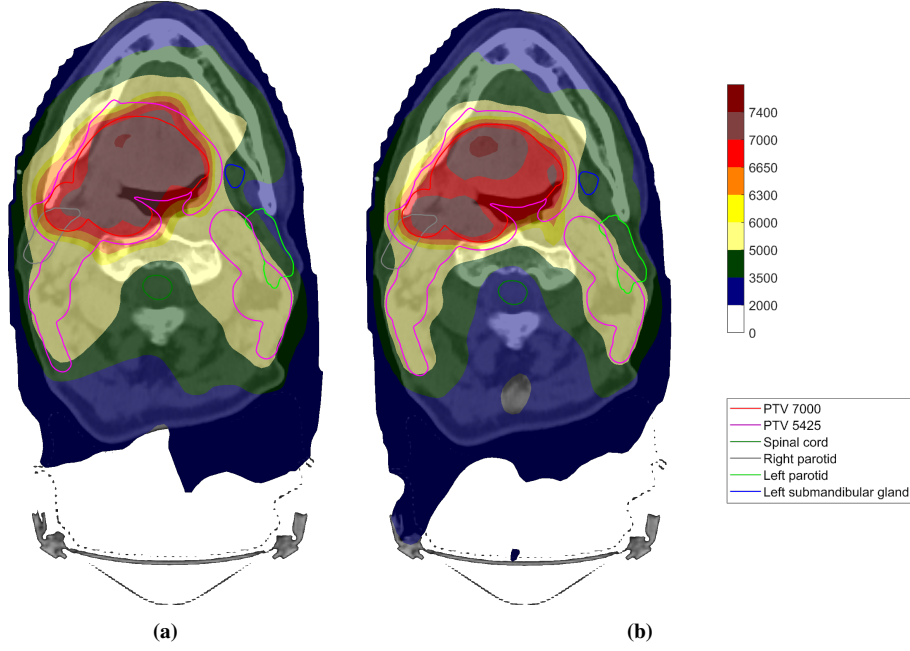 7400
7000
6650
6300
6000
5000
3500
2000
0
PTV 7000
PTV 5425
Spinal cord
Right parotid
Left parotid
Left submandibular gland
(a)
(b)